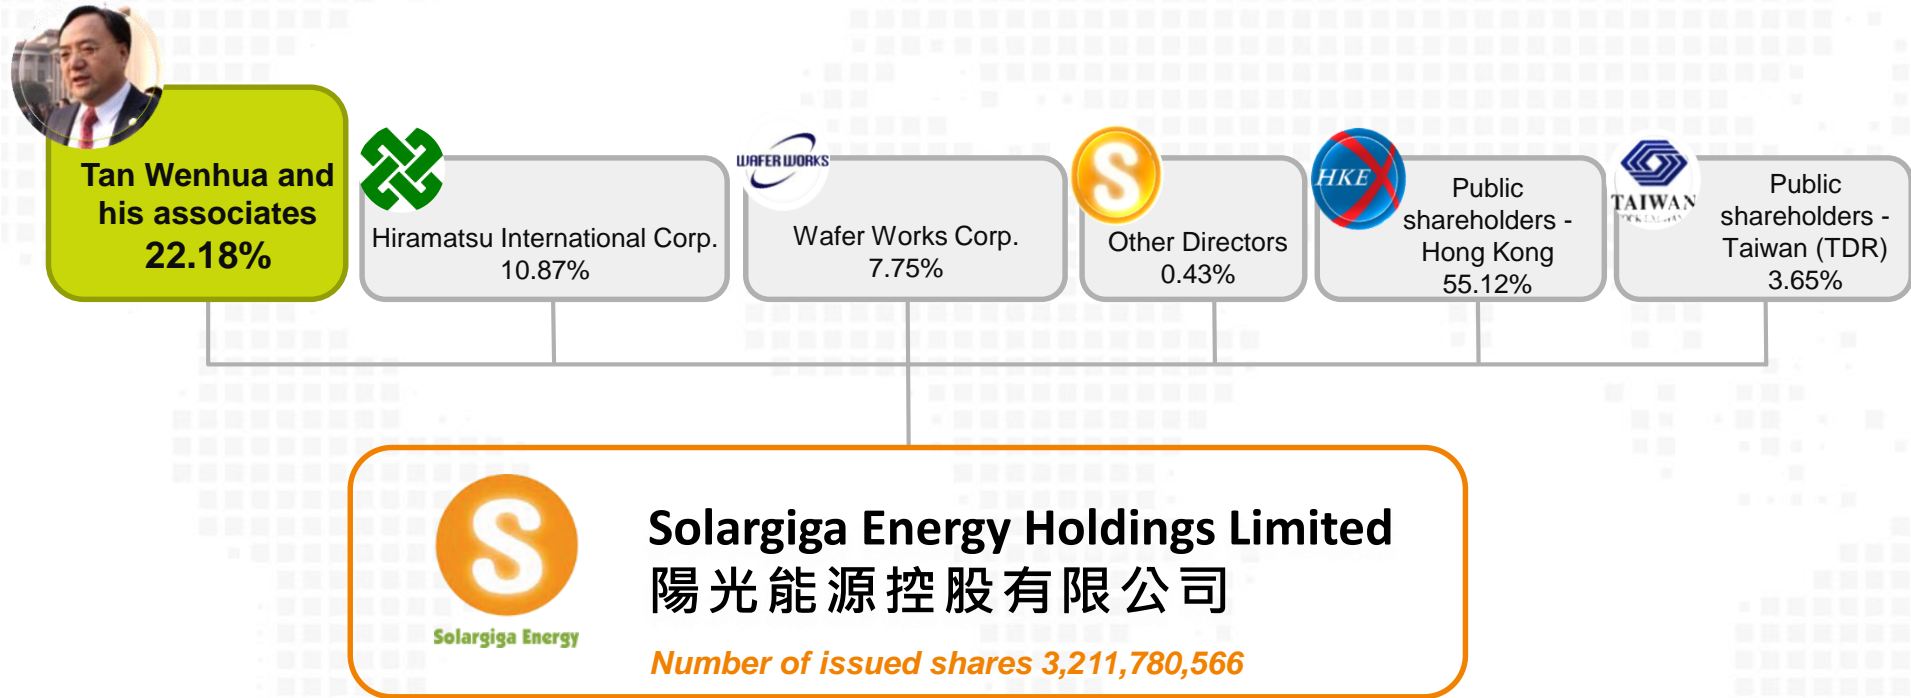 Tan Wenhua and
his associates
22.18%
Hiramatsu International Corp.
10.87%
WAFER WORKS
Wafer Works Corp.
7.75%
S
Other Directors
0.43%
HKEX
Public
shareholders -
Hong Kong
55.12%
TAIWAN
Public
shareholders -
Taiwan (TDR)
3.65%
S
Solargiga Energy
Solargiga Energy Holdings Limited
陽光能源控股有限公司
Number of issued shares 3,211,780,566